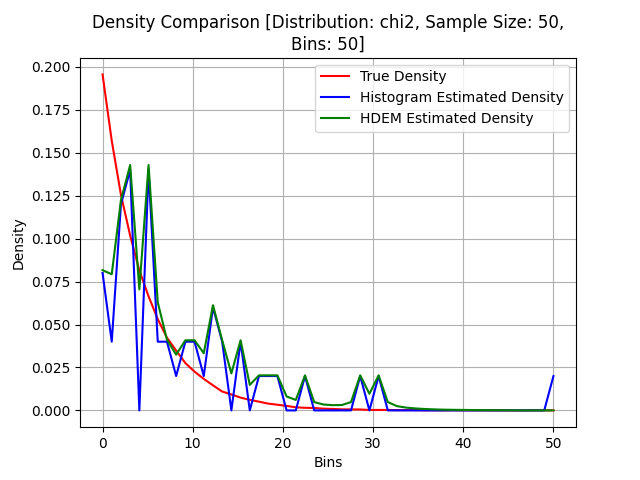 Density Comparison [Distribution: chi2, Sample Size: 50,
Bins: 50]
True Density
Histogram Estimated Density
HDEM Estimated Density
Density
0.200
0.175
0.150
0.125
0.100
0.075
0.050
0.025
0.000
0 10 20 30 40 50
Bins